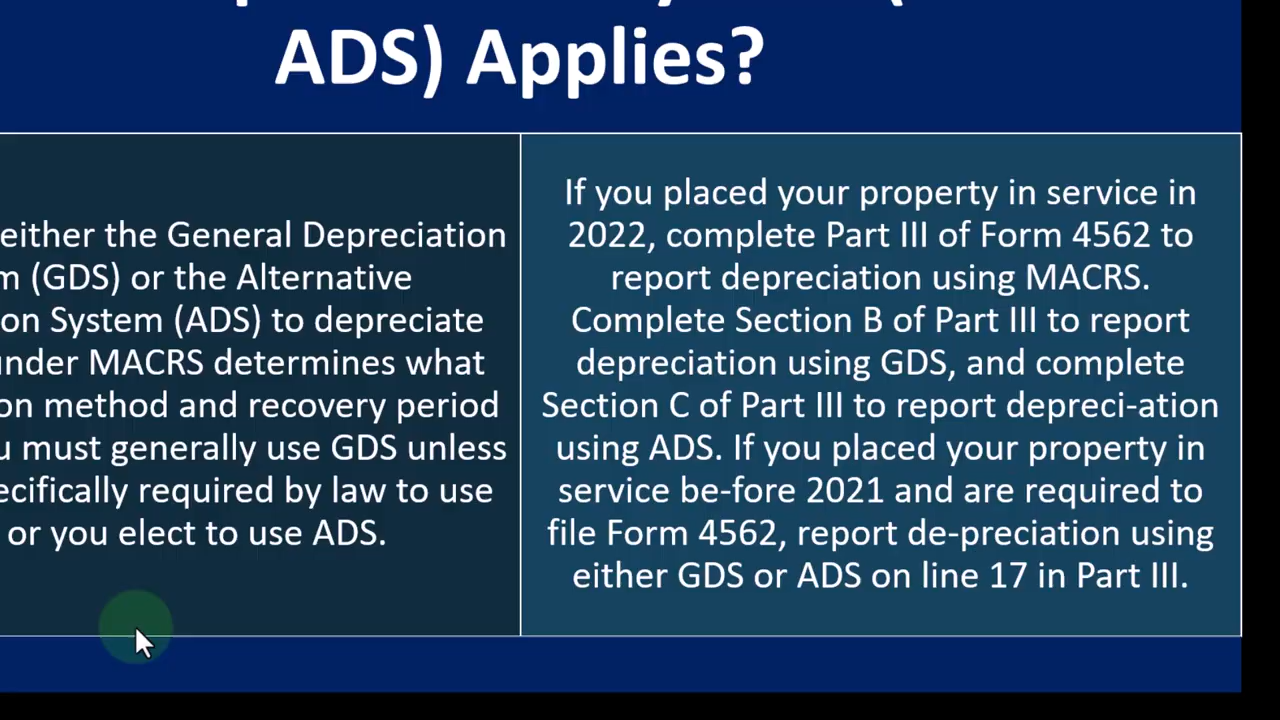 ADS) Applies?
either the General Depreciation
(GDS) or the Alternative
System (ADS) to depreciate
under MACRS determines what
method and recovery period
must generally use GDS unless
required by law to use
or you elect to use ADS.
If you placed your property in service in
2022, complete Part III of Form 4562 to
report depreciation using MACRS.
Complete Section B of Part III to report
depreciation using GDS, and complete
Section C of Part III to report depreci-ation
using ADS. If you placed your property in
service be-fore 2021 and are required to
file Form 4562, report de-preciation using
either GDS or ADS on line 17 in Part III.